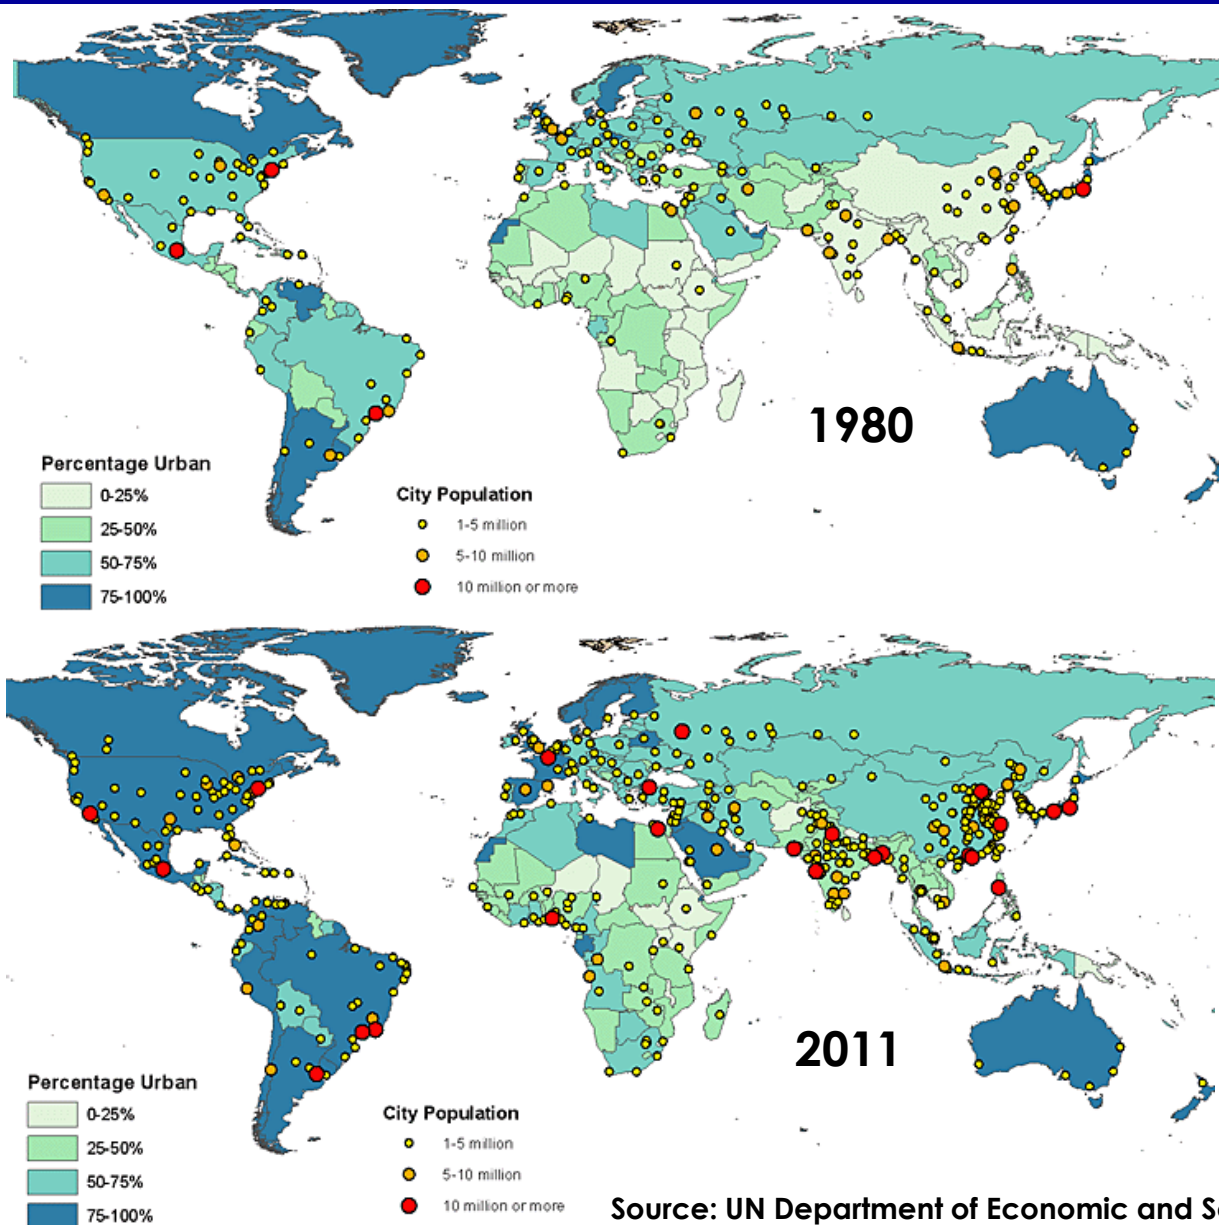 1980
Percentage Urban
0-25%
25-50%
50-75%
75-100%
City Population
1-5 million
5-10 million
10 million or more
2011
Percentage Urban
0-25%
25-50%
50-75%
75-100%
City Population
1-5 million
5-10 million
10 million or more
Source: UN Department of Economic and S